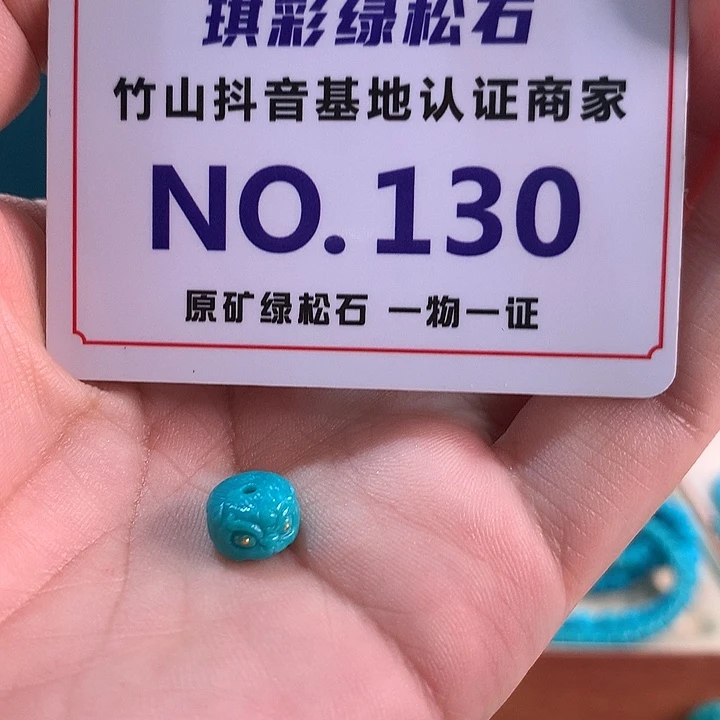 琪彩绿松石
竹山抖音基地认证商家
NO.130
原矿绿松石 一物一证